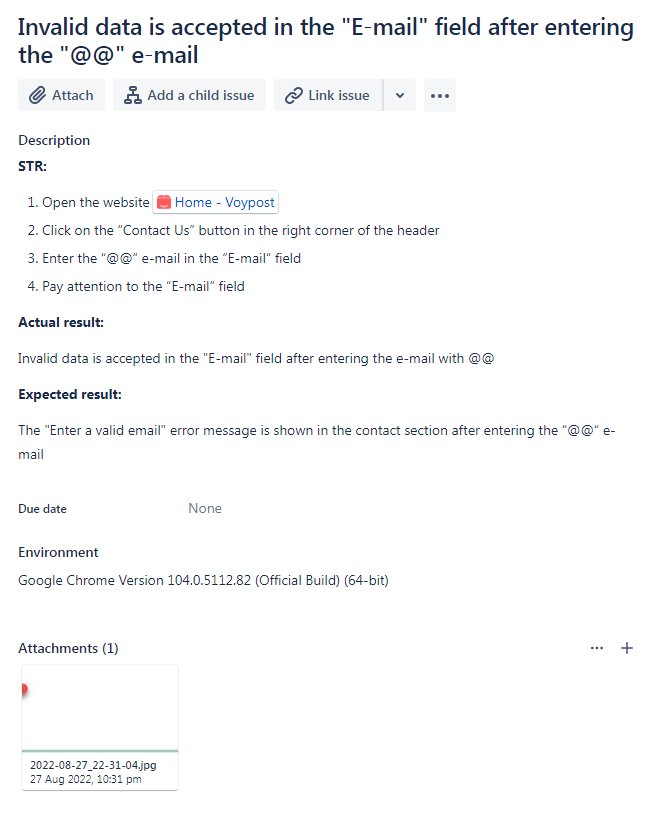 Invalid data is accepted in the "E-mail" field after entering
the "@@" e-mail
Attach
Add a child issue
Link issue
Description
STR:
1. Open the website Home - Voypost
2. Click on the “Contact Us” button in the right corner of the header
3. Enter the “@@” e-mail in the “E-mail” field
4. Pay attention to the “E-mail” field
Actual result:
Invalid data is accepted in the "E-mail" field after entering the e-mail with @@
Expected result:
The "Enter a valid email" error message is shown in the contact section after entering the “@@” e-
mail
Due date None
Environment
Google Chrome Version 104.0.5112.82 (Official Build) (64-bit)
Attachments (1)
2022-08-27_22-31-04.jpg
27 Aug 2022, 10:31 pm